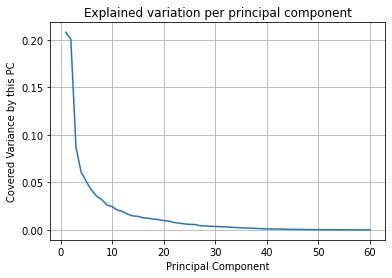 Explained variation per principal component
Covered Variance by this PC
0.20
0.15
0.10
0.05
0.00
0 10 20 30 40 50 60
Principal Component